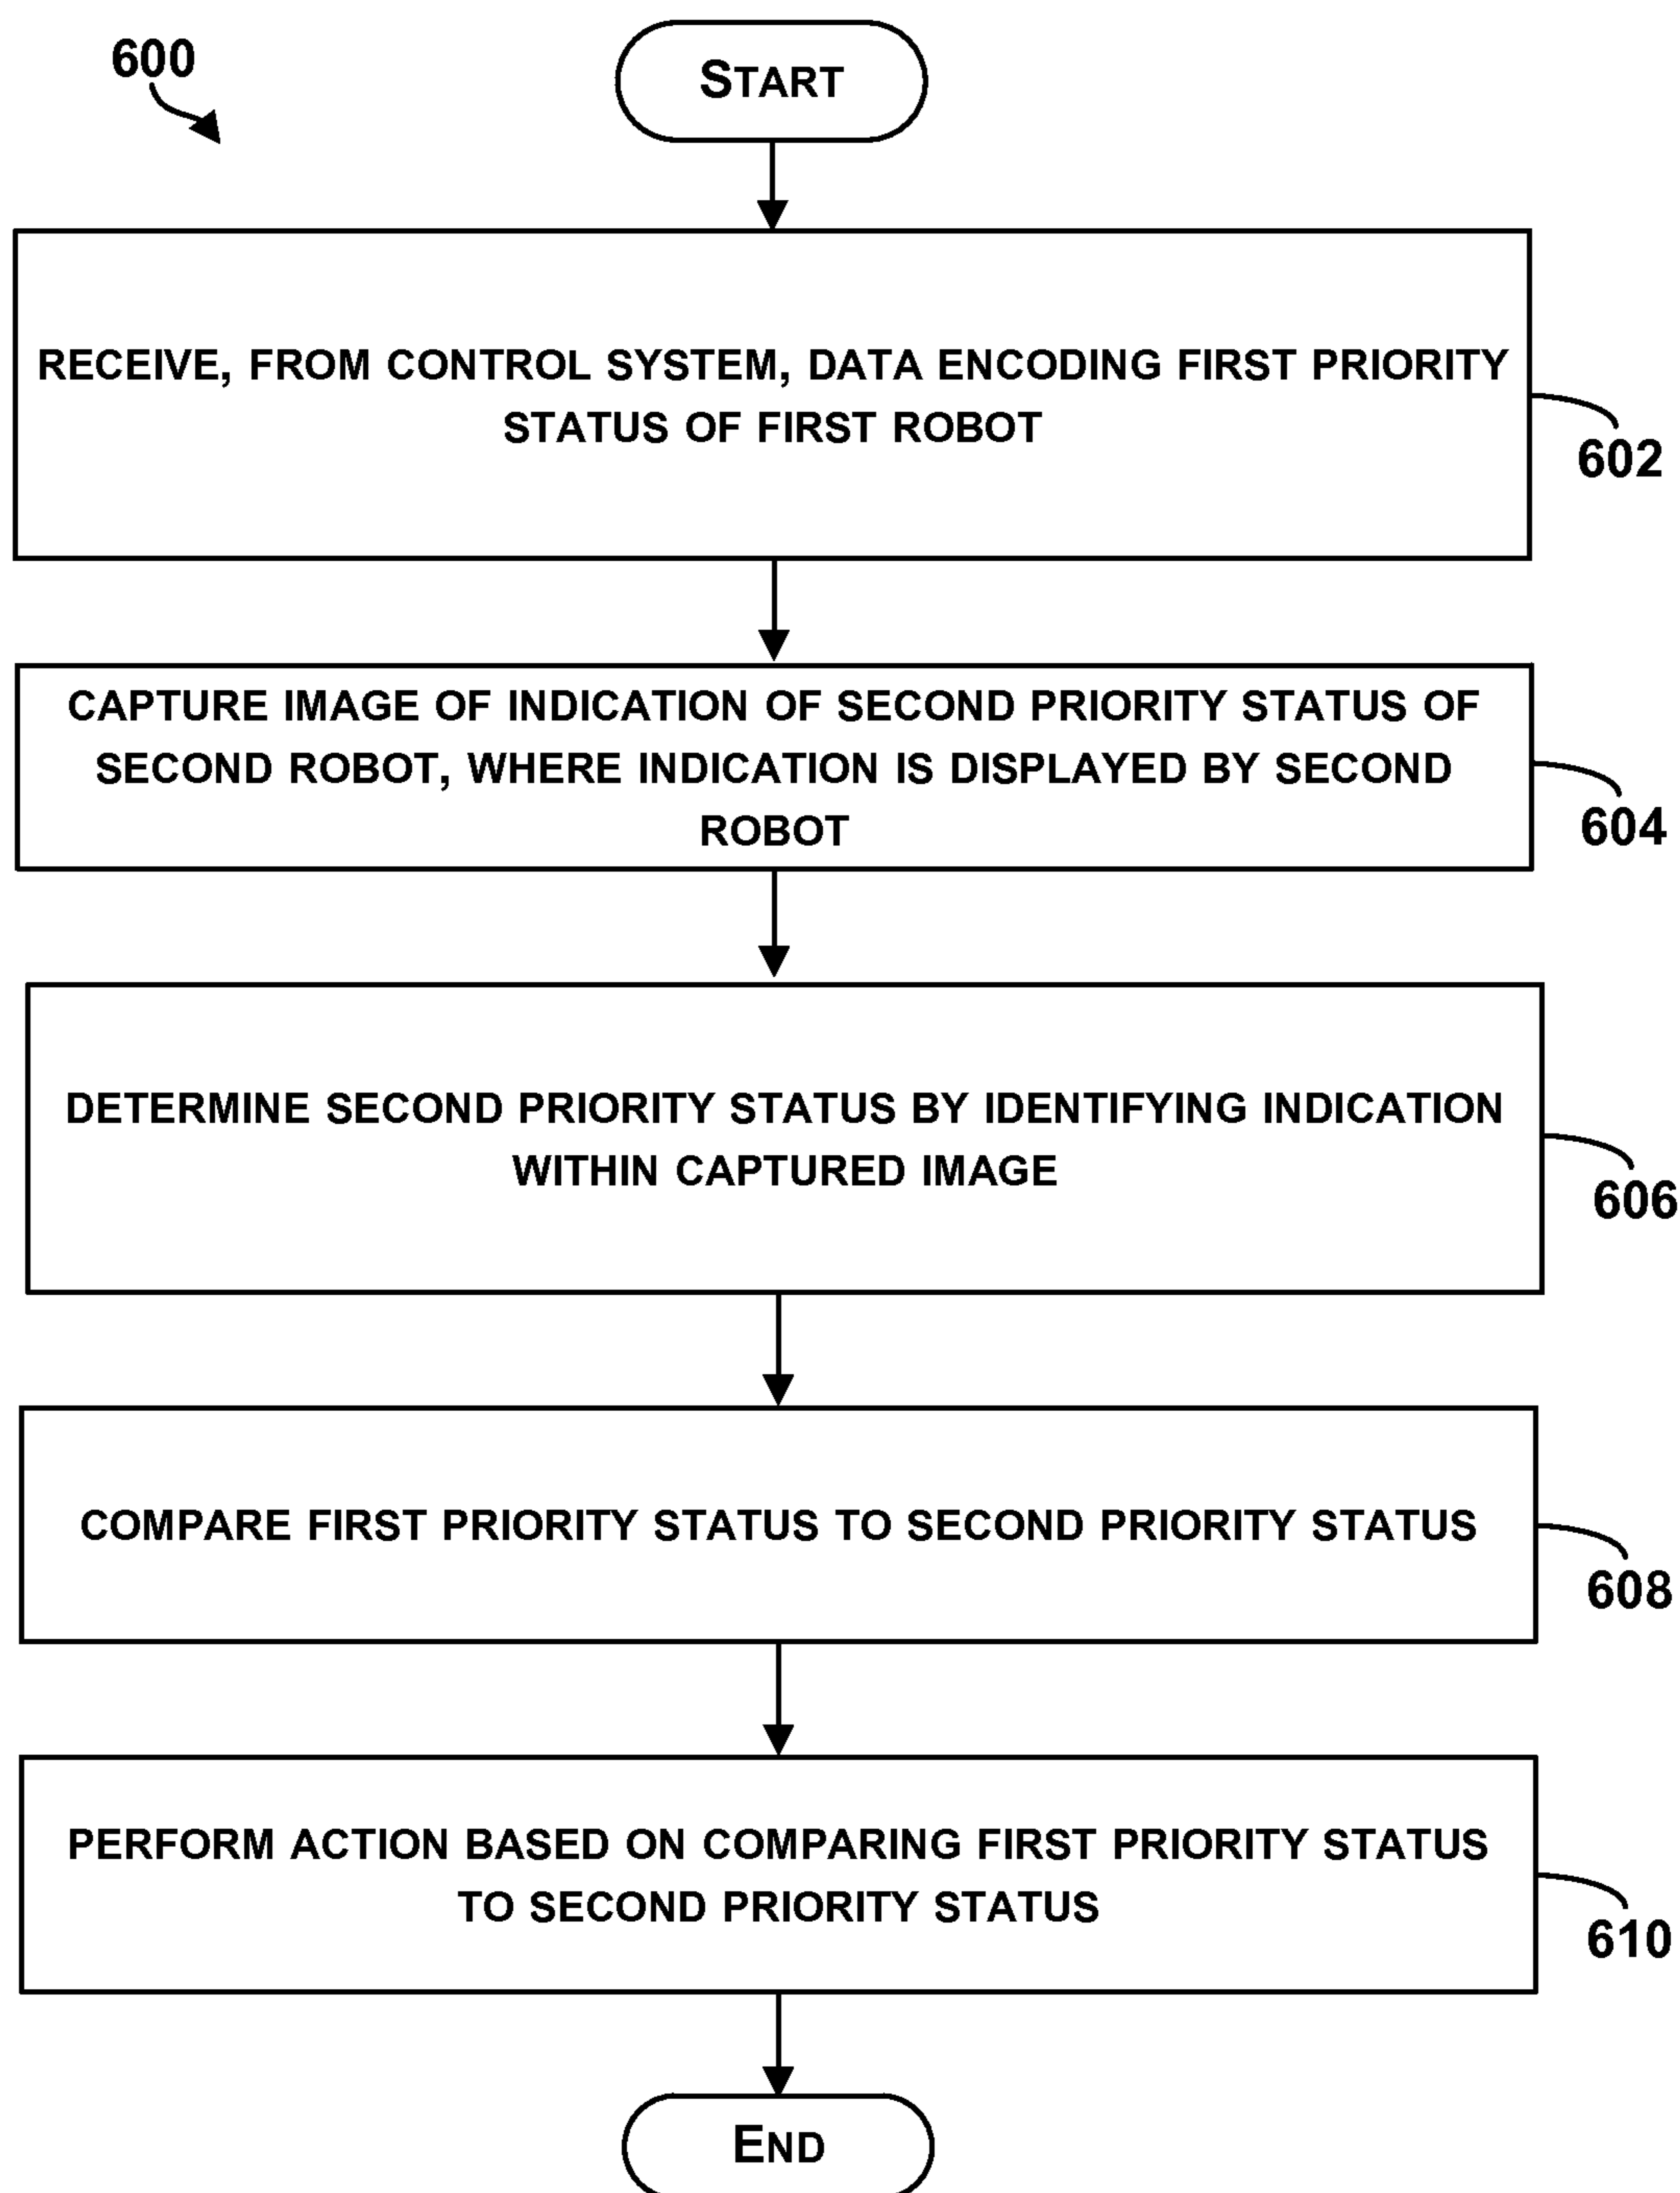 600
START
RECEIVE, FROM CONTROL SYSTEM, DATA ENCODING FIRST PRIORITY
STATUS OF FIRST ROBOT
602
CAPTURE IMAGE OF INDICATION OF SECOND PRIORITY STATUS OF
SECOND ROBOT, WHERE INDICATION IS DISPLAYED BY SECOND
ROBOT
604
DETERMINE SECOND PRIORITY STATUS BY IDENTIFYING INDICATION
WITHIN CAPTURED IMAGE
606
COMPARE FIRST PRIORITY STATUS TO SECOND PRIORITY STATUS
608
PERFORM ACTION BASED ON COMPARING FIRST PRIORITY STATUS
TO SECOND PRIORITY STATUS
610
END